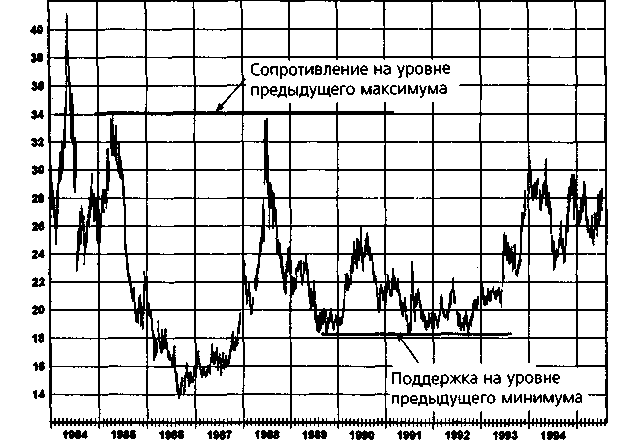 40
38
Сопротивление на уровне
36
предыдущего максимума
34
32
30
28
26
24
22
20
18
16
Поддержка на уровне
14
предыдущего минимума
1984 1985 1986 1987 1988 1989 1990 1991 1992 1993 1994